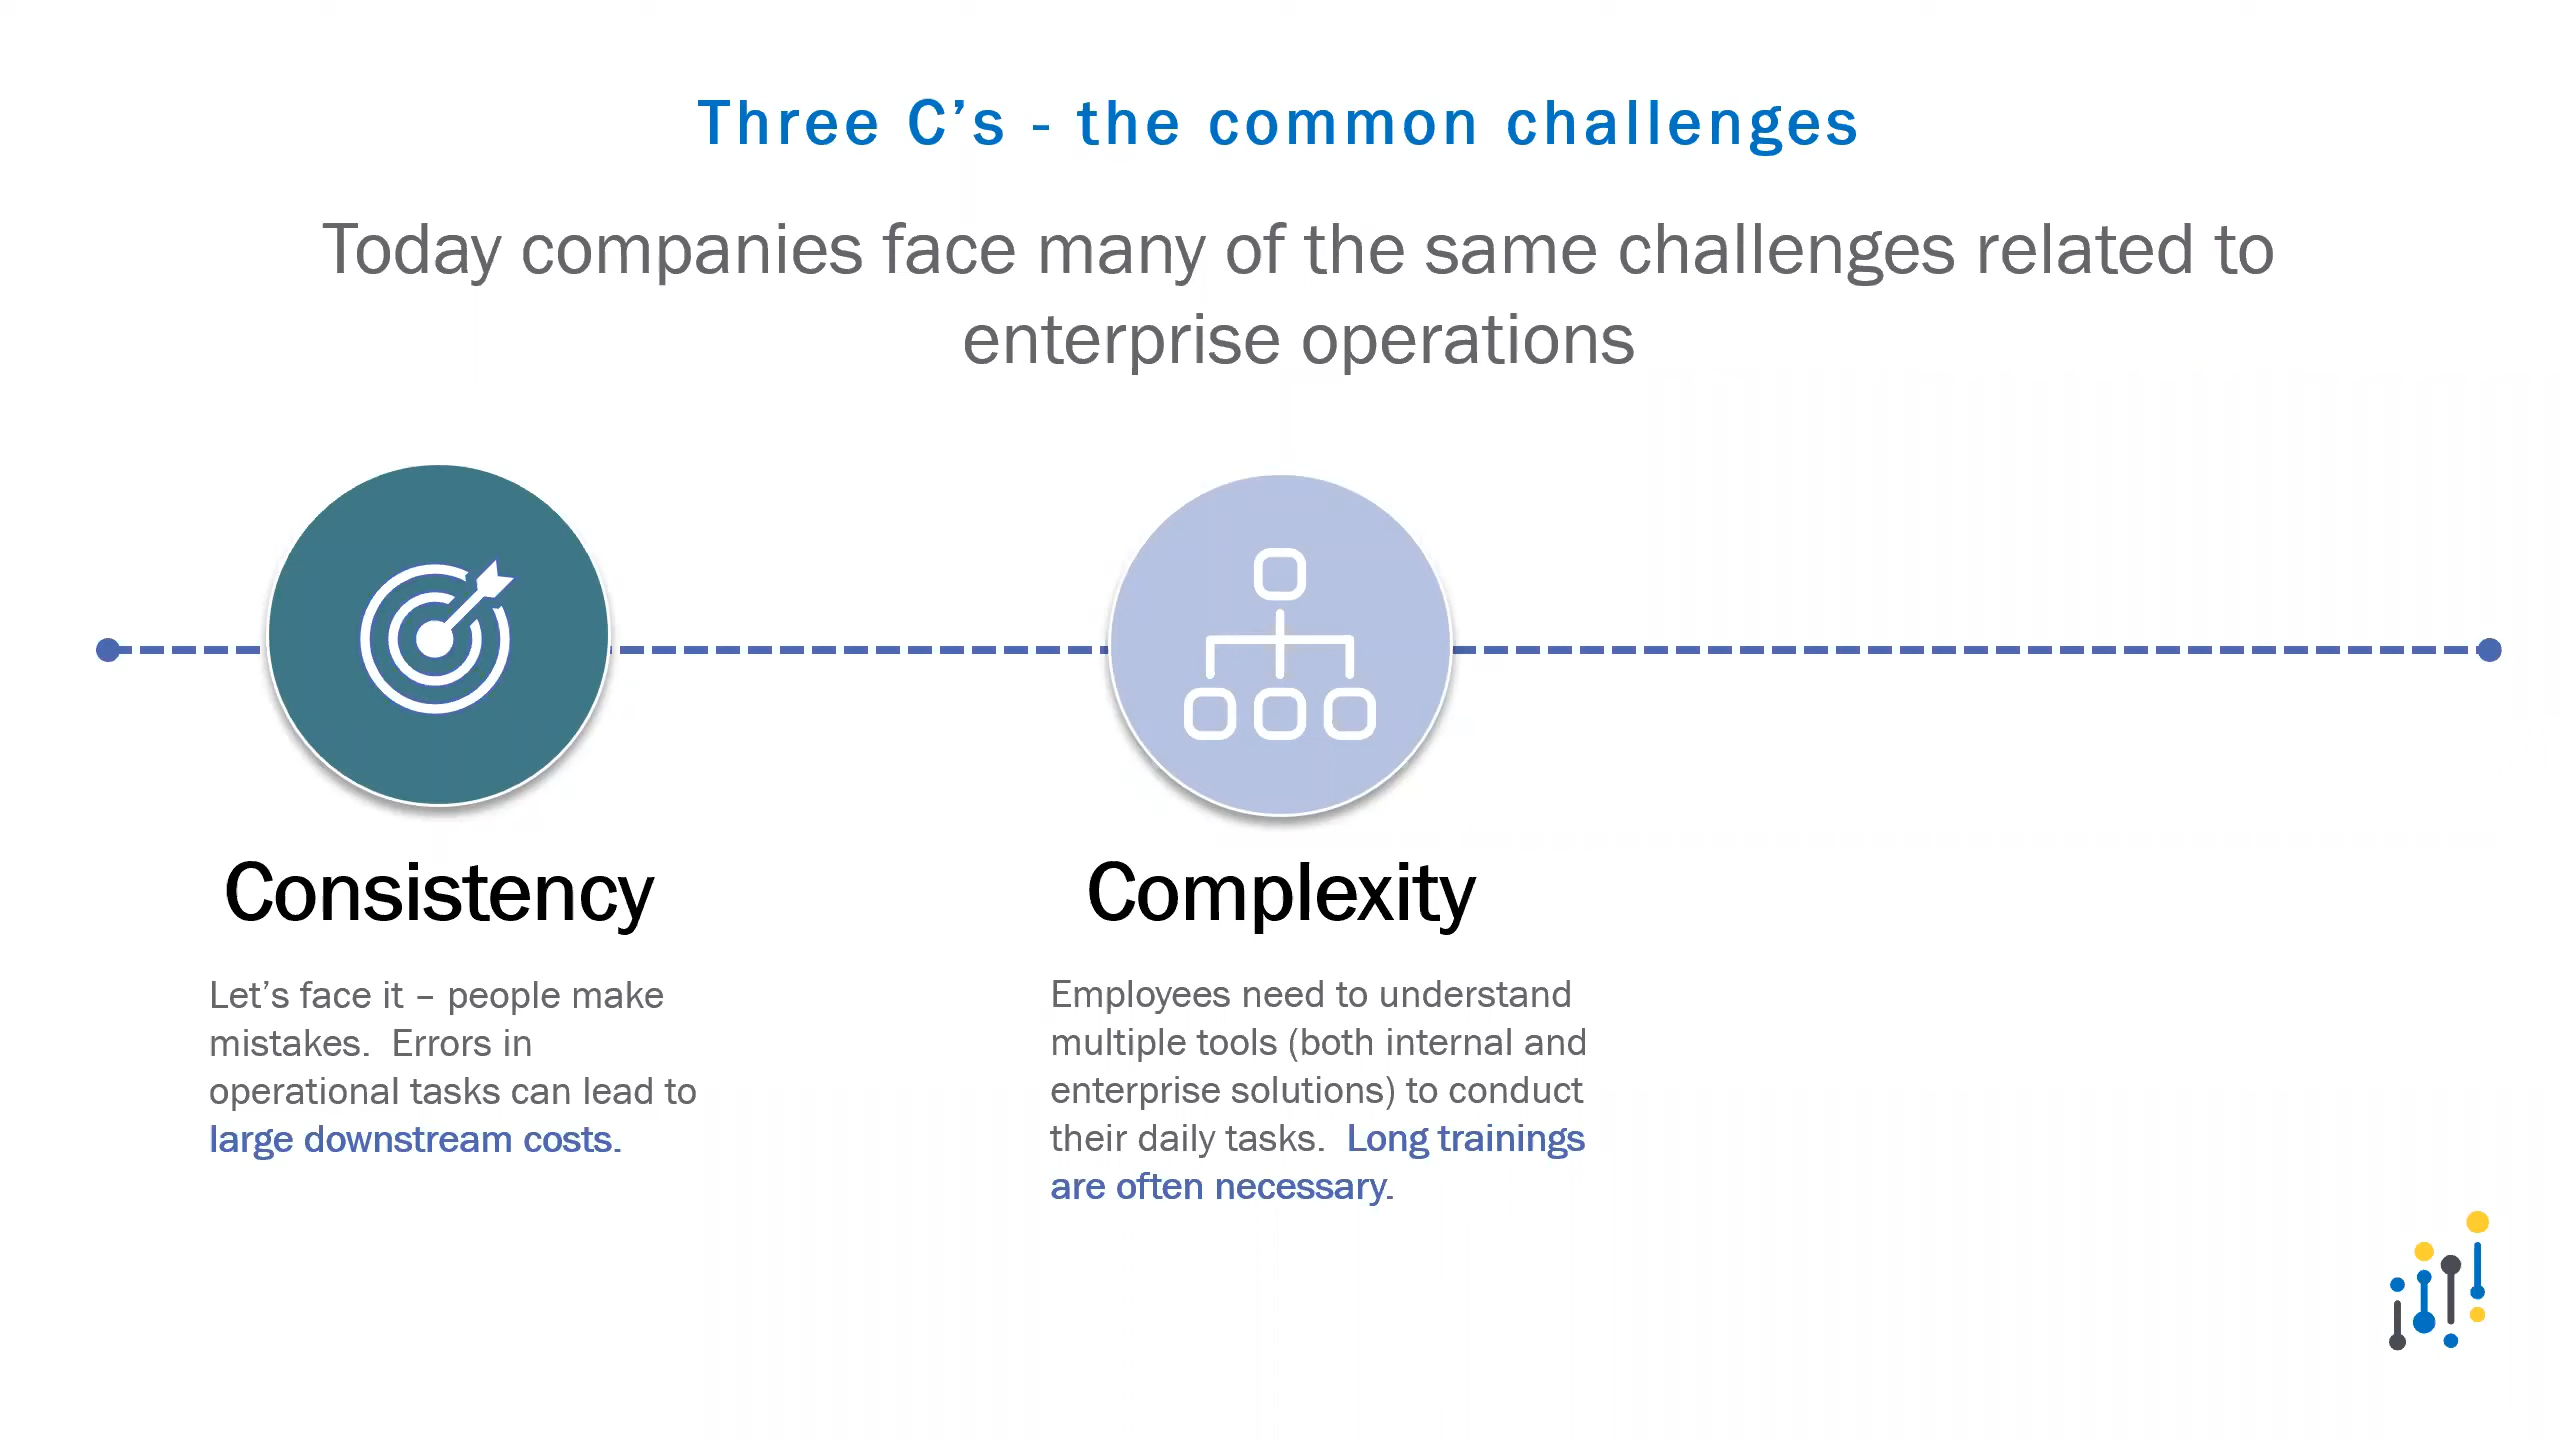 Three C’s - the common challenges
Today companies face many of the same challenges related to
enterprise operations
Consistency
Let’s face it – people make
mistakes.  Errors in
operational tasks can lead to
large downstream costs.
Complexity
Employees need to understand
multiple tools (both internal and
enterprise solutions) to conduct
their daily tasks.  Long trainings
are often necessary.